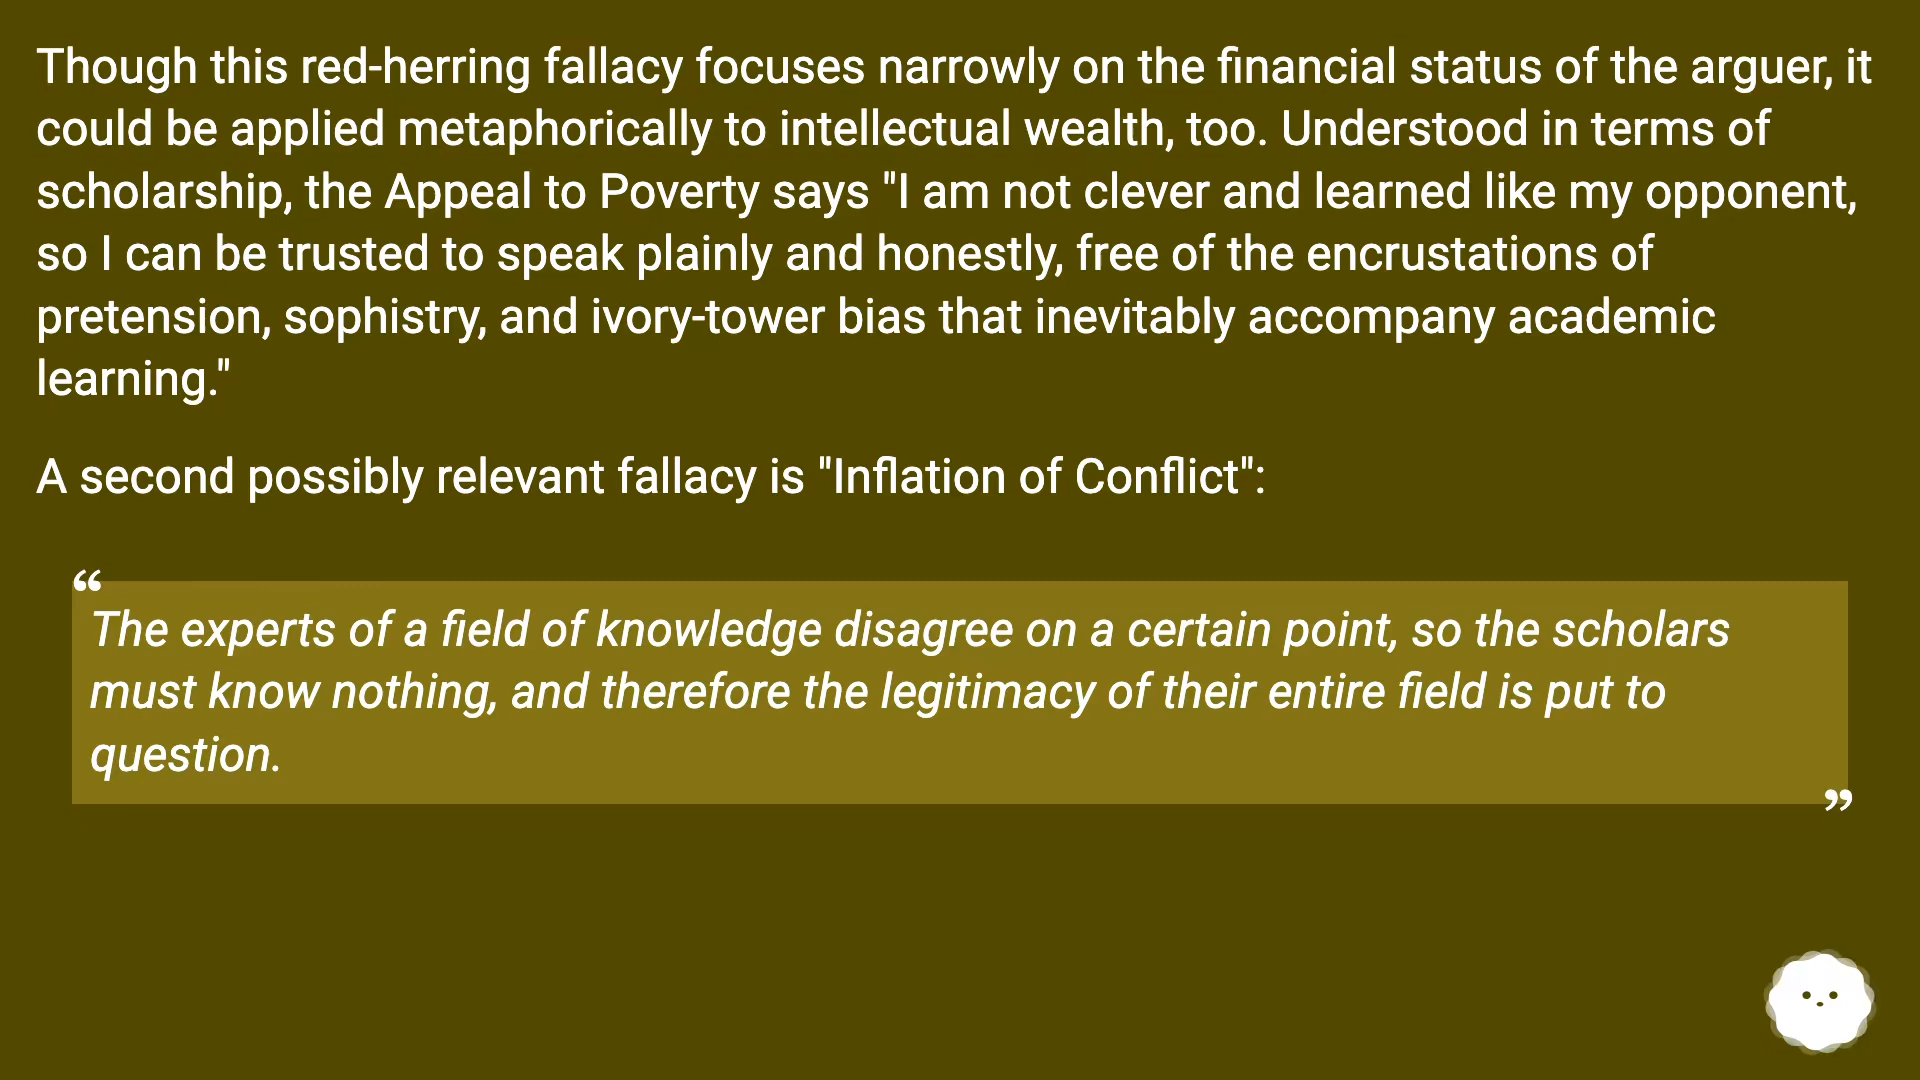 Though this red-herring fallacy focuses narrowly on the financial status of the arguer, it
could be applied metaphorically to intellectual wealth, too. Understood in terms of
scholarship, the Appeal to Poverty says "I am not clever and learned like my opponent,
so I can be trusted to speak plainly and honestly, free of the encrustations of
pretension, sophistry, and ivory-tower bias that inevitably accompany academic
learning."
A second possibly relevant fallacy is "Inflation of Conflict":
“
The experts of a field of knowledge disagree on a certain point, so the scholars
must know nothing, and therefore the legitimacy of their entire field is put to
question.
”